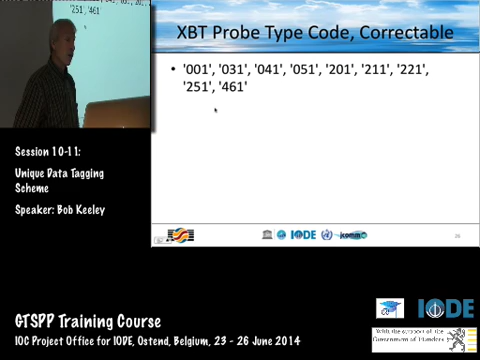 '251', '461'
XBT Probe Type Code, Correctable
• '001', '031', '041', '051', '201', '211', '221',
'251', '461'
Session 10-11:
Unique Data Tagging
Scheme
Speaker: Bob Keeley
IODE
jcomm
GTSPP Training Course
IOC Project Office for IODE, Ostend, Belgium, 23 - 26 June 2014
IODE
With the support of the
Government of Flanders